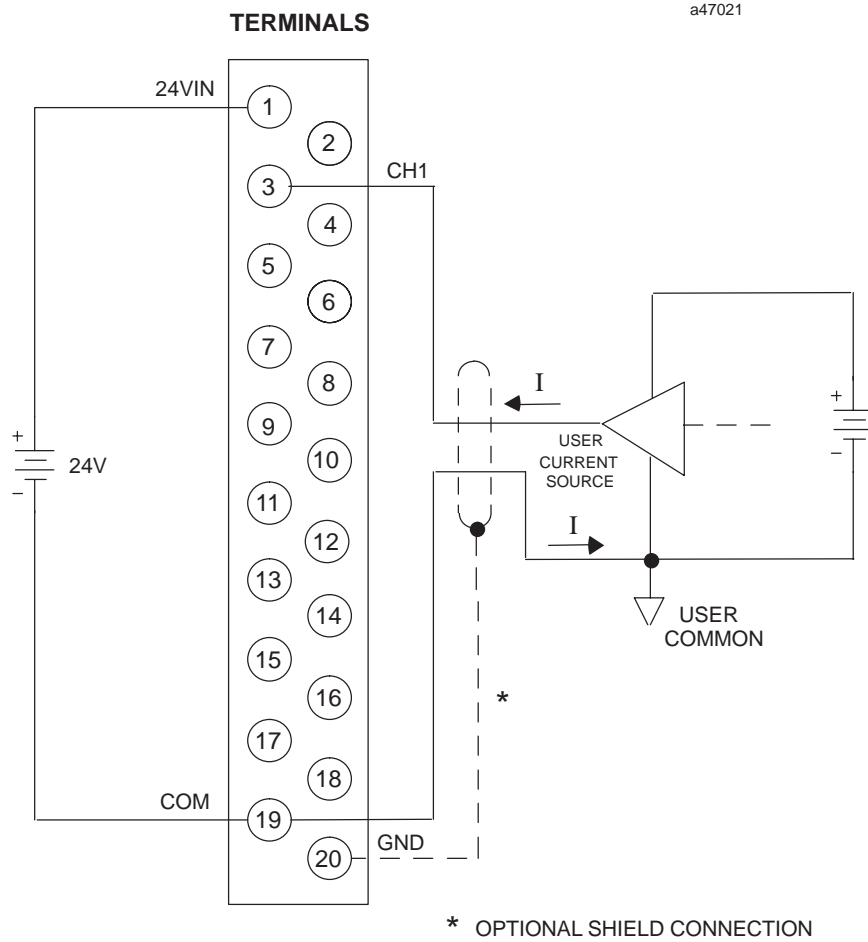 a47021
TERMINALS
24VIN
1
2
CH1
3
4
5
6
7
8
I
+
9
USER
CURRENT
SOURCE
+
24V
10
-
-
11
I
12
13
14
USER
COMMON
15
16
*
17
18
COM
19
GND
20
* OPTIONAL SHIELD CONNECTION